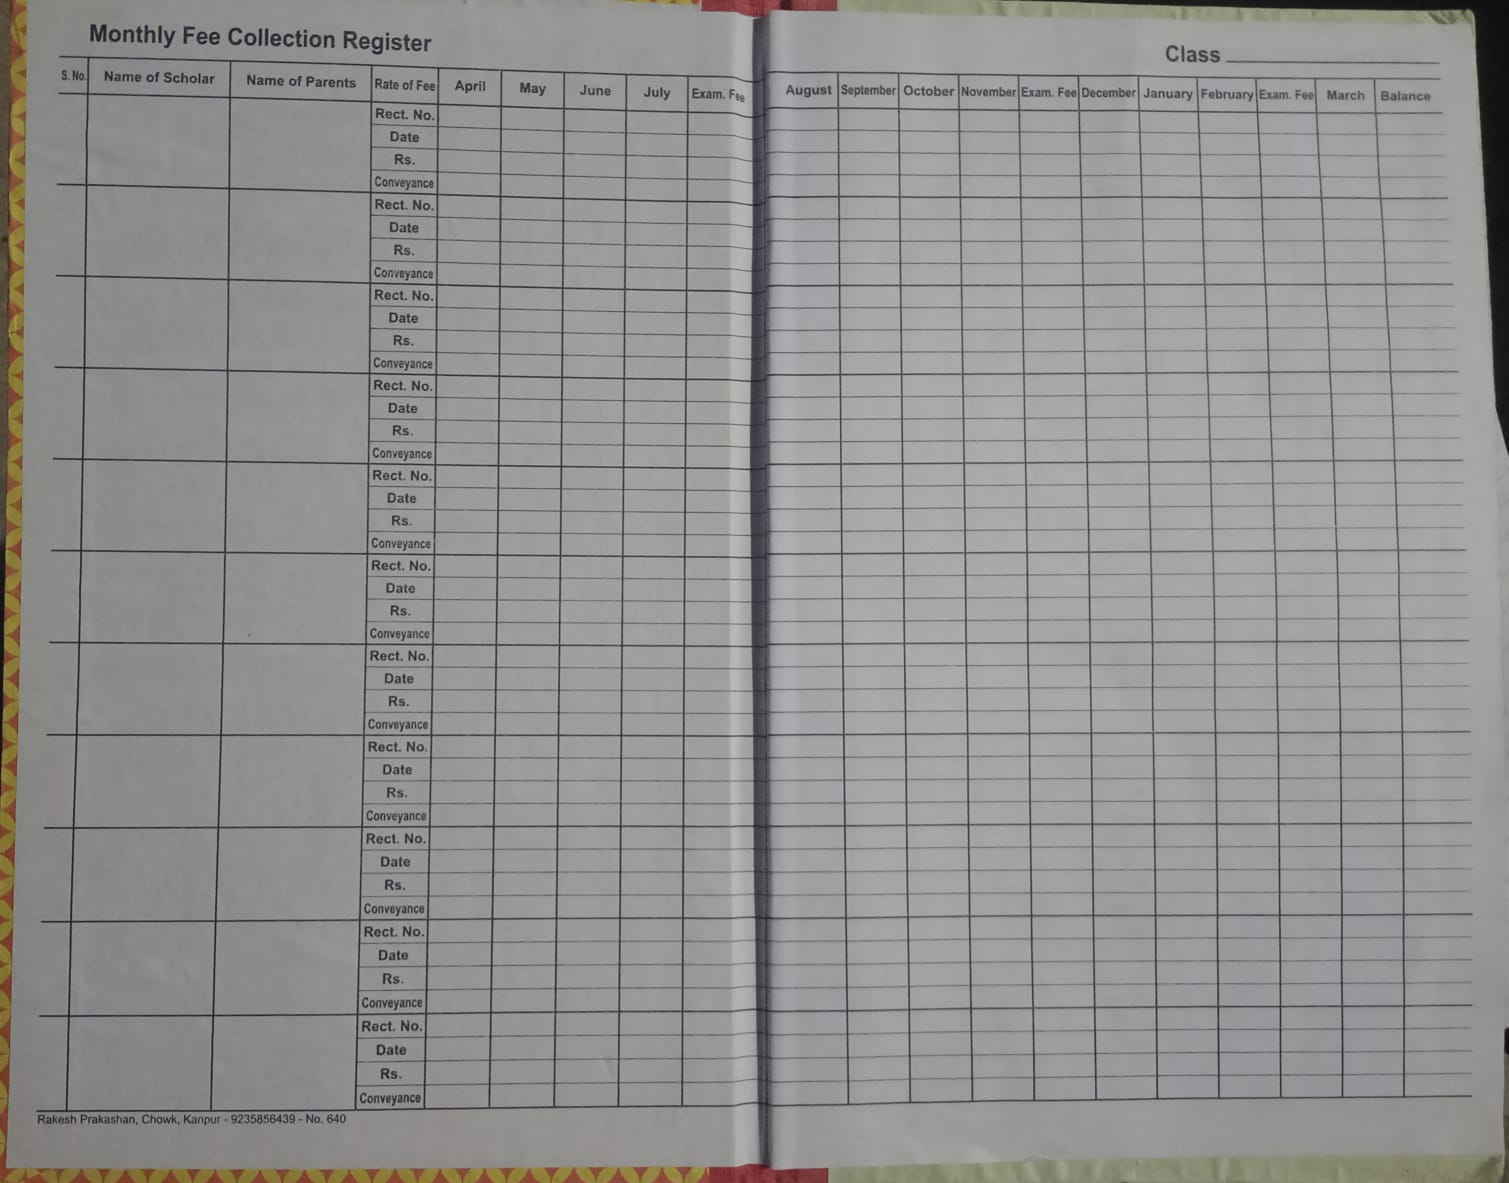 Monthly Fee Collection Register
Class
S. No. Name of Scholar Name of Parents Rate of Fee April May June July Exam. Fee August September October November Exam. Fee December January February Exam. Fee March Balance
Rect. No.
Date
Rs.
Conveyance
Rect. No.
Date
Rs.
Conveyance
Rect. No.
Date
Rs.
Conveyance
Rect. No.
Date
Rs.
Conveyance
Rect. No.
Date
Rs.
Conveyance
Rect. No.
Date
Rs.
Conveyance
Rect. No.
Date
Rs.
Conveyance
Rect. No.
Date
Rs.
Conveyance
Rect. No.
Date
Rs.
Conveyance
Rect. No.
Date
Rs.
Conveyance
Rect. No.
Date
Rs.
Conveyance
Rakesh Prakashan, Chowk, Kanpur - 9235856439 - No. 640